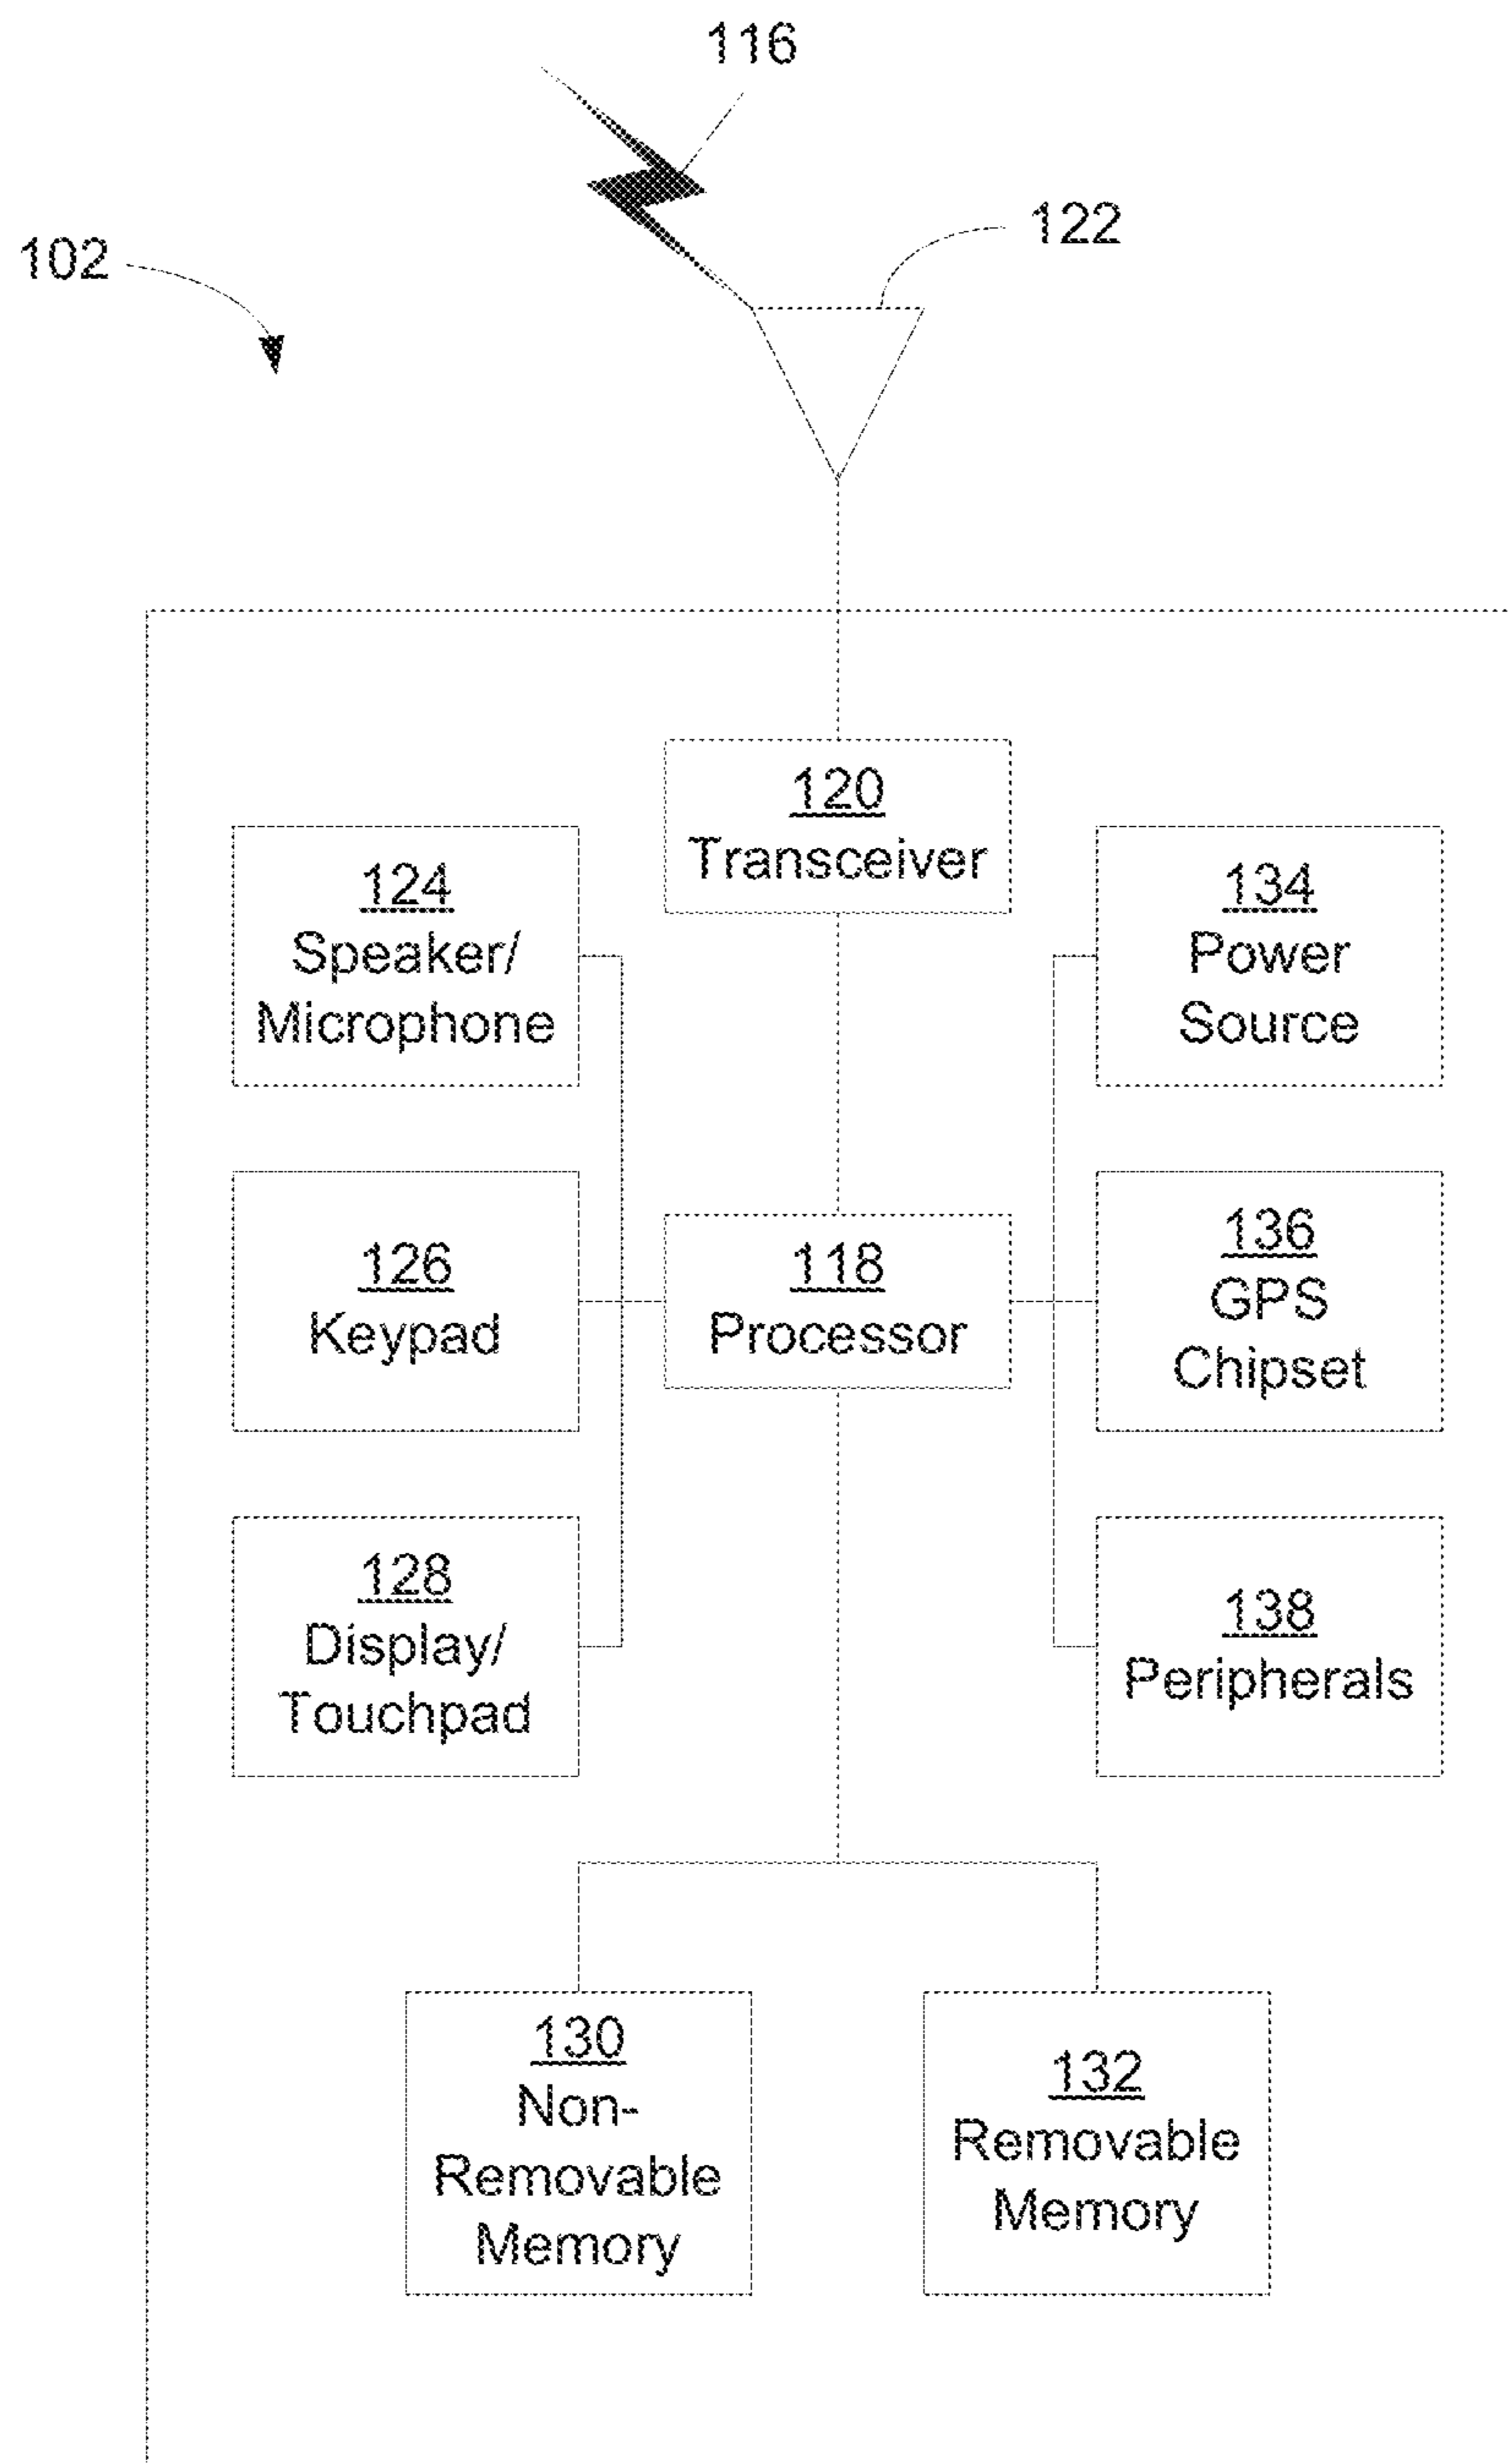 116
122
102
120
Transceiver
124
Speaker/
Microphone
134
Power
Source
126
Keypad
118
Processor
136
GPS
Chipset
128
Display/
Touchpad
138
Peripherals
130
Non-
Removable
Memory
132
Removable
Memory